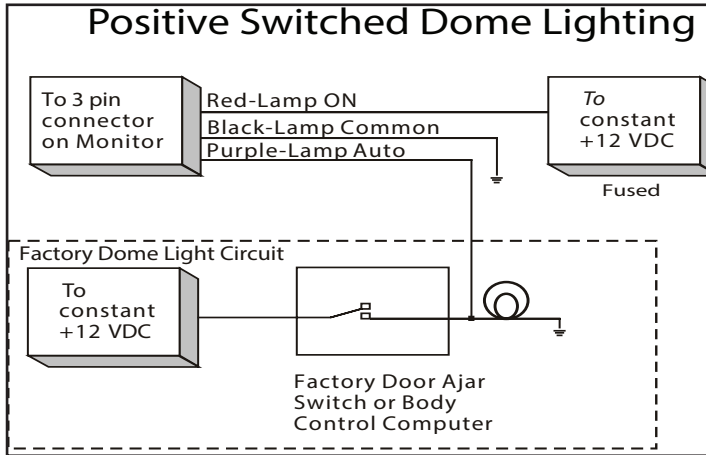 Positive Switched Dome Lighting
To 3 pin
connector
on Monitor
Red-Lamp ON
Black-Lamp Common
Purple-Lamp Auto
To
constant
+12 VDC
Fused
Factory Dome Light Circuit
To
constant
+12 VDC
Factory Door Ajar
Switch or Body
Control Computer